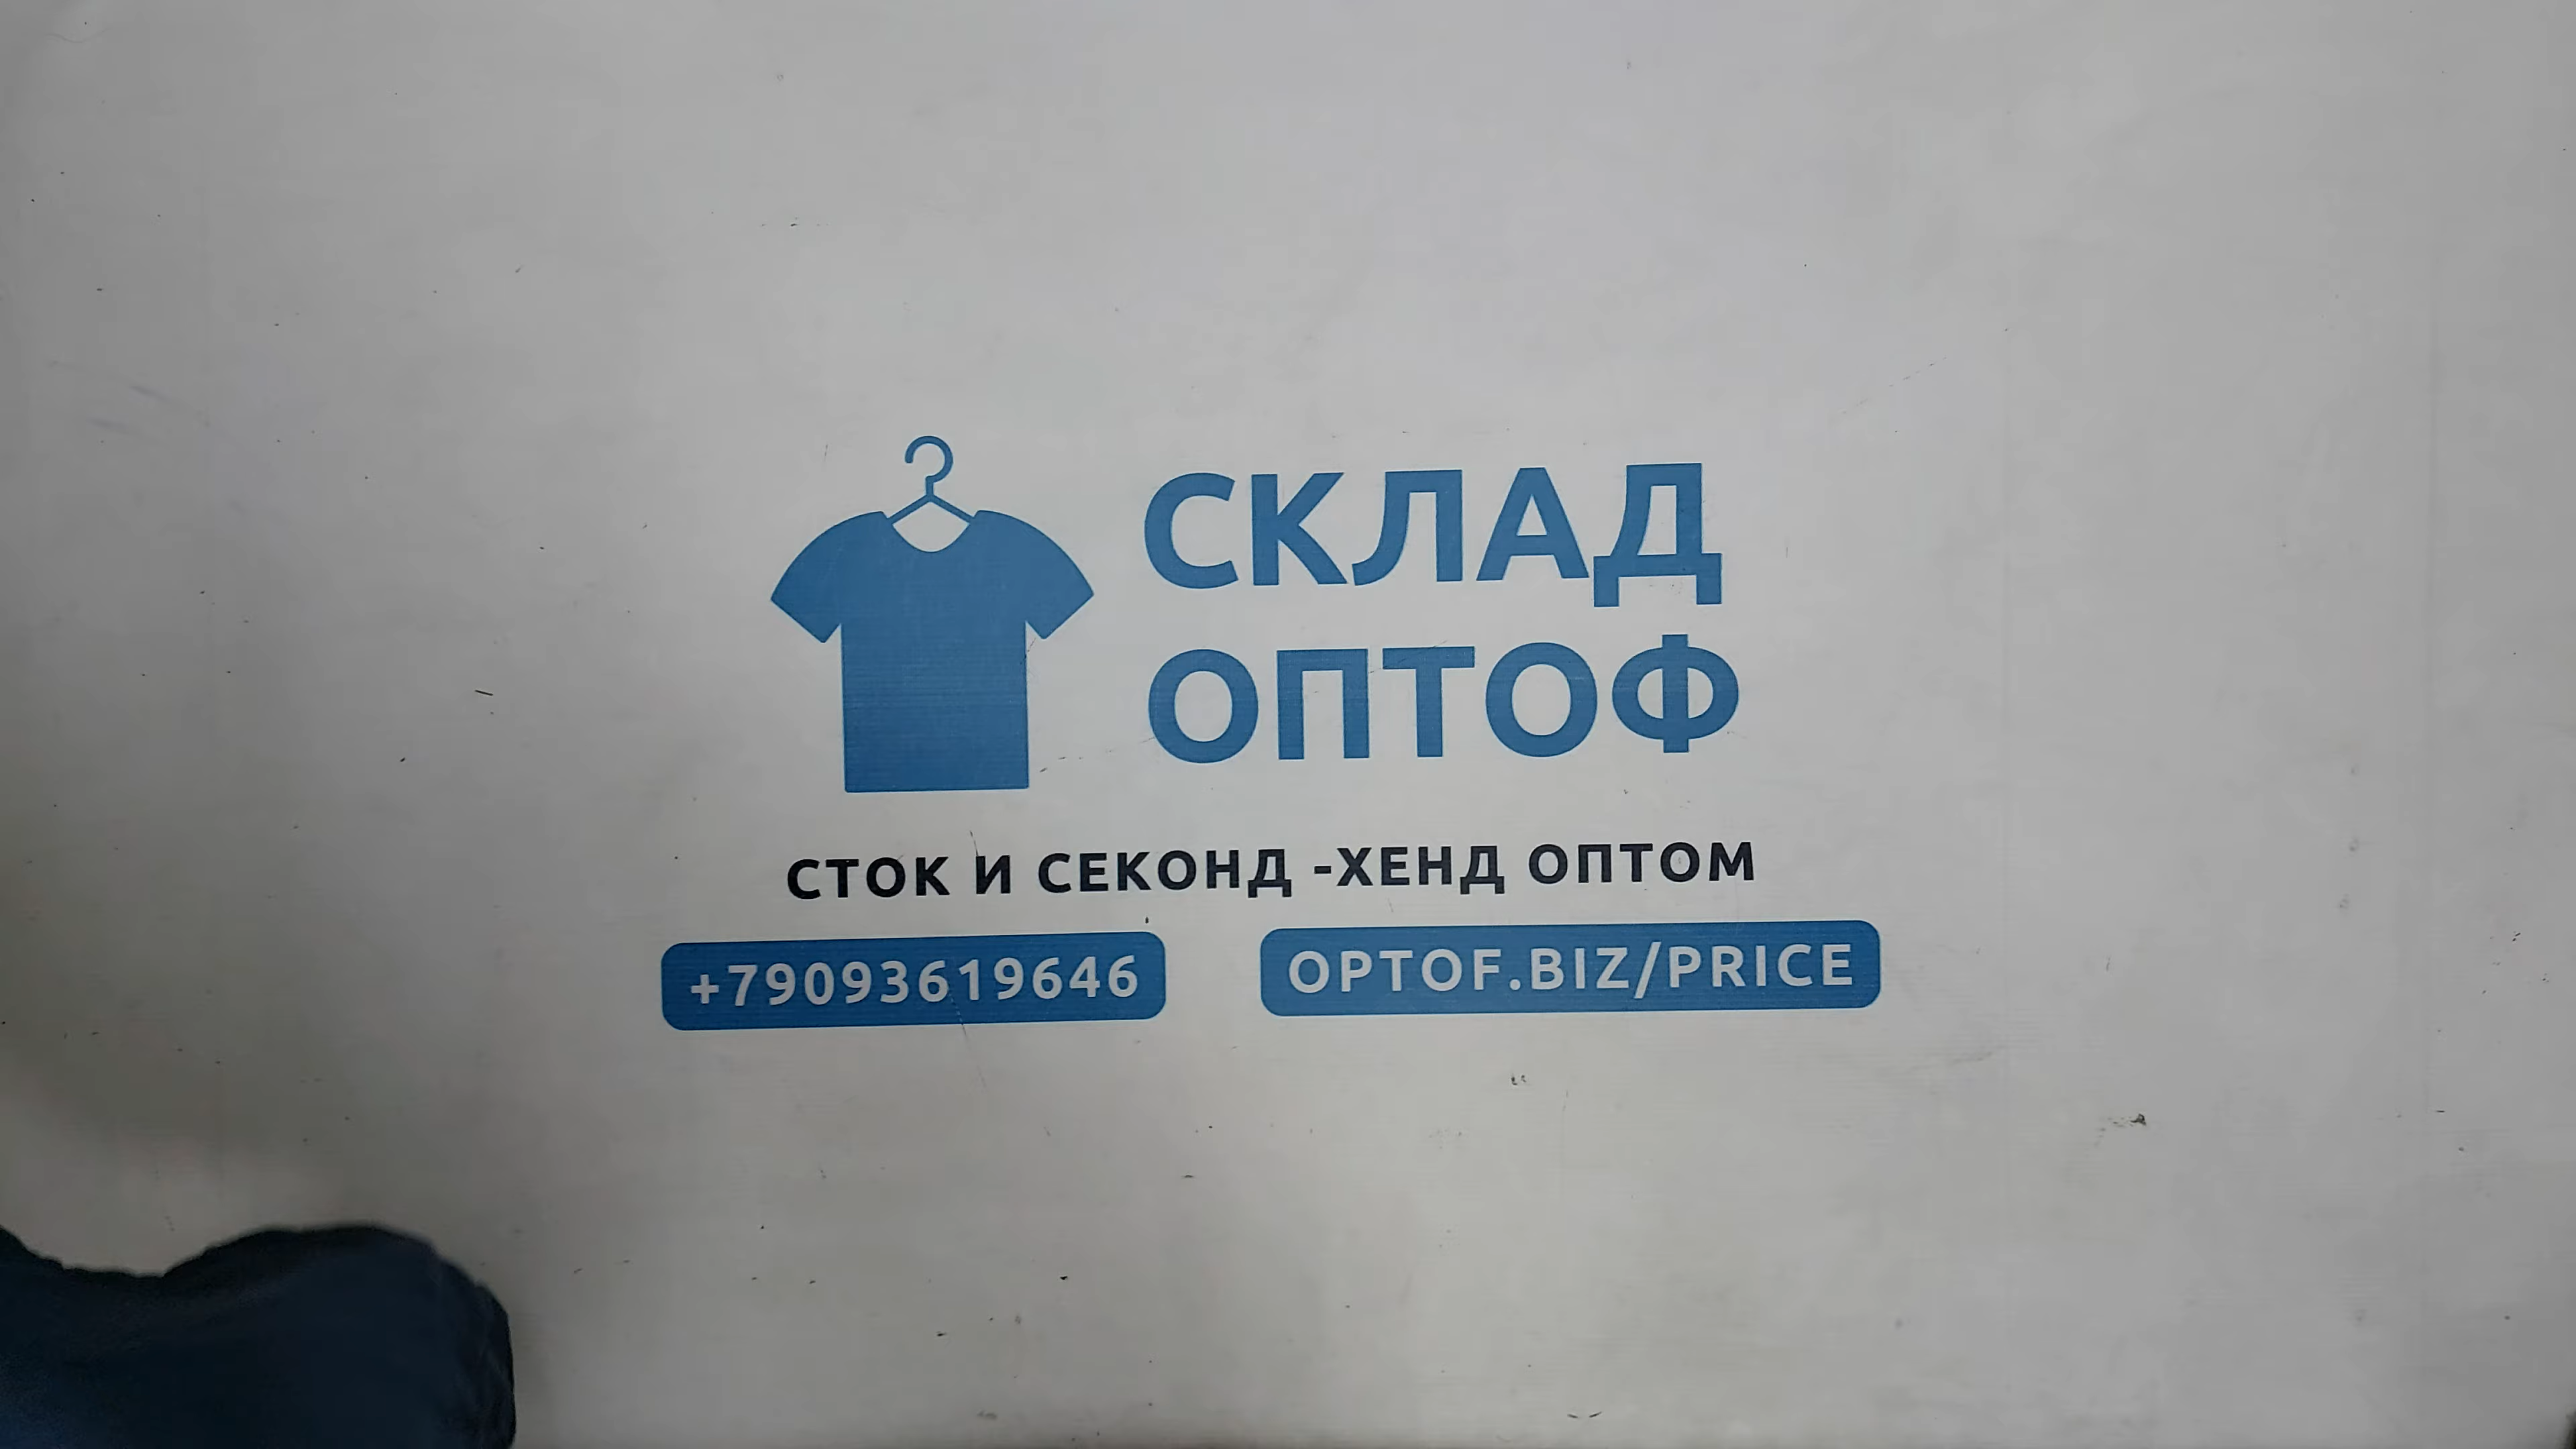 СКЛАД
ОПТОФ
СТОК И СЕКОНД -ХЕНД ОПТОМ
+79093619646
OPTOF.BIZ/PRICE